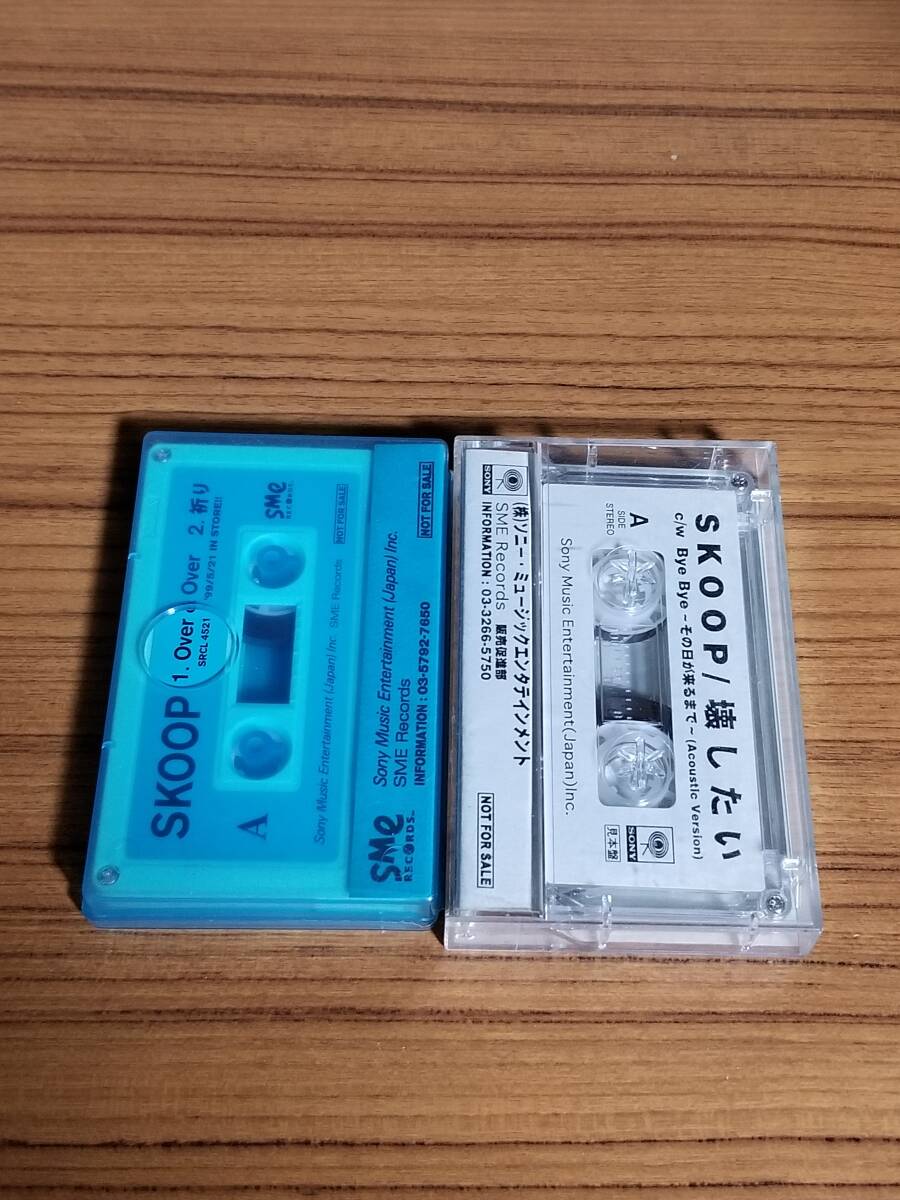 SKOOP
1. Over & Over 2. 祈り
SRCL 4521
'99/5/21 IN STORE!!
A
SME
RECORDS
NOT FOR SALE
Sony Music Entertainment (Japan) Inc. SME Records
SME
RECORDS
Sony Music Entertainment (Japan) Inc.
SME Records
INFORMATION : 03-5792-7650
NOT FOR SALE
SKOOP/壊したい
c/w Bye Bye ~その日が来るまで~ (Acoustic Version)
SIDE A
STEREO
SONY
見本盤
Sony Music Entertainment(Japan)Inc.
SONY
(株)ソニー・ミュージックエンタテインメント
SME Records 販売促進部
INFORMATION : 03-3266-5750
NOT FOR SALE